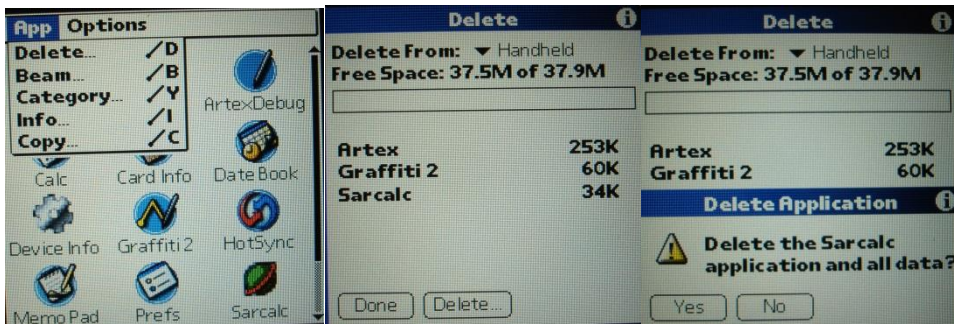 App Options
Delete... /D
Beam... /B
Category... /Y
Info... /I
Copy... /C
ArtexDebug
Calc Card Info Date Book
Device Info Graffiti 2 HotSync
Memo Pad Prefs Sarcalc
Delete
Delete From: Handheld
Free Space: 37.5M of 37.9M
Artex 253K
Graffiti 2 60K
Sarcalc 34K
Done Delete...
Delete
Delete From: Handheld
Free Space: 37.5M of 37.9M
Artex 253K
Graffiti 2 60K
Delete Application
Delete the Sarcalc
application and all data?
Yes No